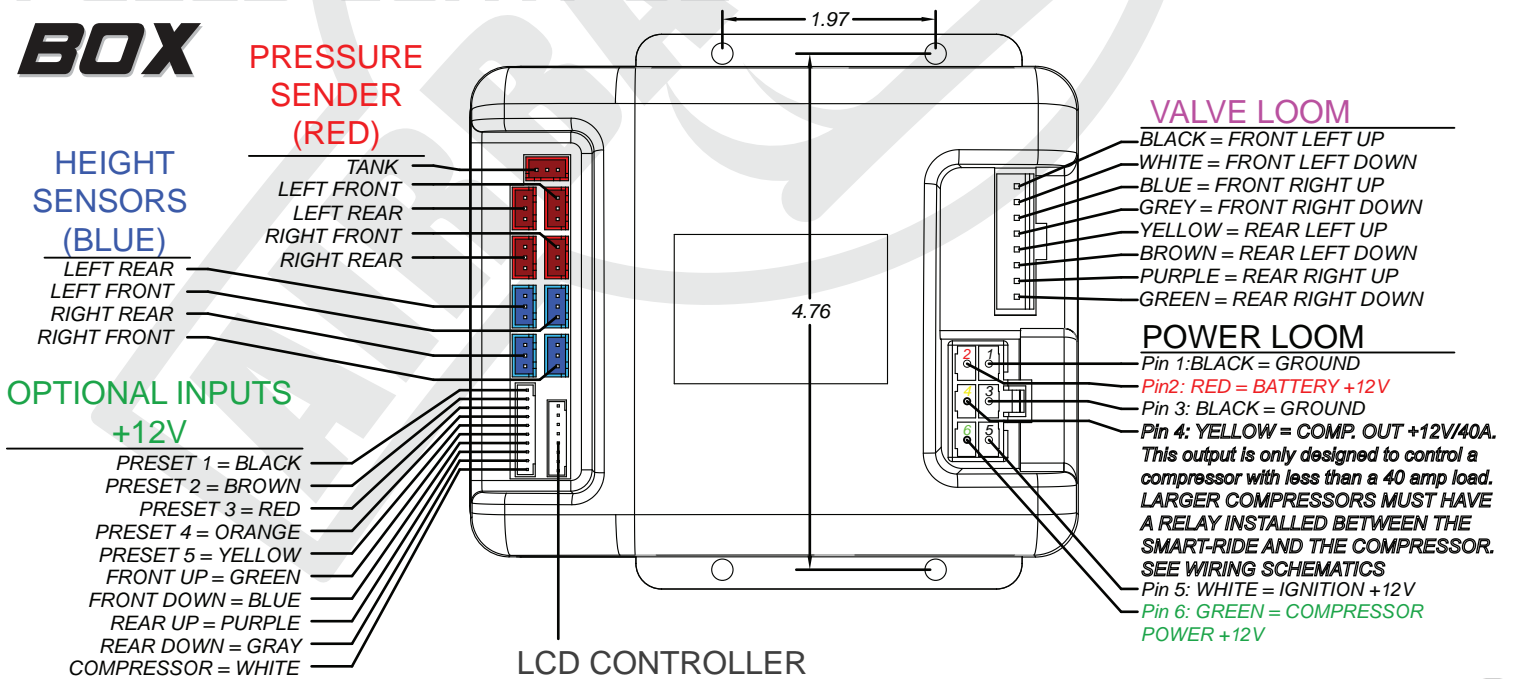 BOX
PRESSURE
SENDER
(RED)
TANK
LEFT FRONT
LEFT REAR
RIGHT FRONT
RIGHT REAR
HEIGHT
SENSORS
(BLUE)
LEFT REAR
LEFT FRONT
RIGHT REAR
RIGHT FRONT
OPTIONAL INPUTS
+12V
PRESET 1 = BLACK
PRESET 2 = BROWN
PRESET 3 = RED
PRESET 4 = ORANGE
PRESET 5 = YELLOW
FRONT UP = GREEN
FRONT DOWN = BLUE
REAR UP = PURPLE
REAR DOWN = GRAY
COMPRESSOR = WHITE
LCD CONTROLLER
1.97
4.76
VALVE LOOM
BLACK = FRONT LEFT UP
WHITE = FRONT LEFT DOWN
BLUE = FRONT RIGHT UP
GREY = FRONT RIGHT DOWN
YELLOW = REAR LEFT UP
BROWN = REAR LEFT DOWN
PURPLE = REAR RIGHT UP
GREEN = REAR RIGHT DOWN
POWER LOOM
2 1
4 3
6 5
Pin 1:BLACK = GROUND
Pin2: RED = BATTERY +12V
Pin 3: BLACK = GROUND
Pin 4: YELLOW = COMP. OUT +12V/40A.
This output is only designed to control a
compressor with less than a 40 amp load.
LARGER COMPRESSORS MUST HAVE
A RELAY INSTALLED BETWEEN THE
SMART-RIDE AND THE COMPRESSOR.
SEE WIRING SCHEMATICS
Pin 5: WHITE = IGNITION +12V
Pin 6: GREEN = COMPRESSOR
POWER +12V